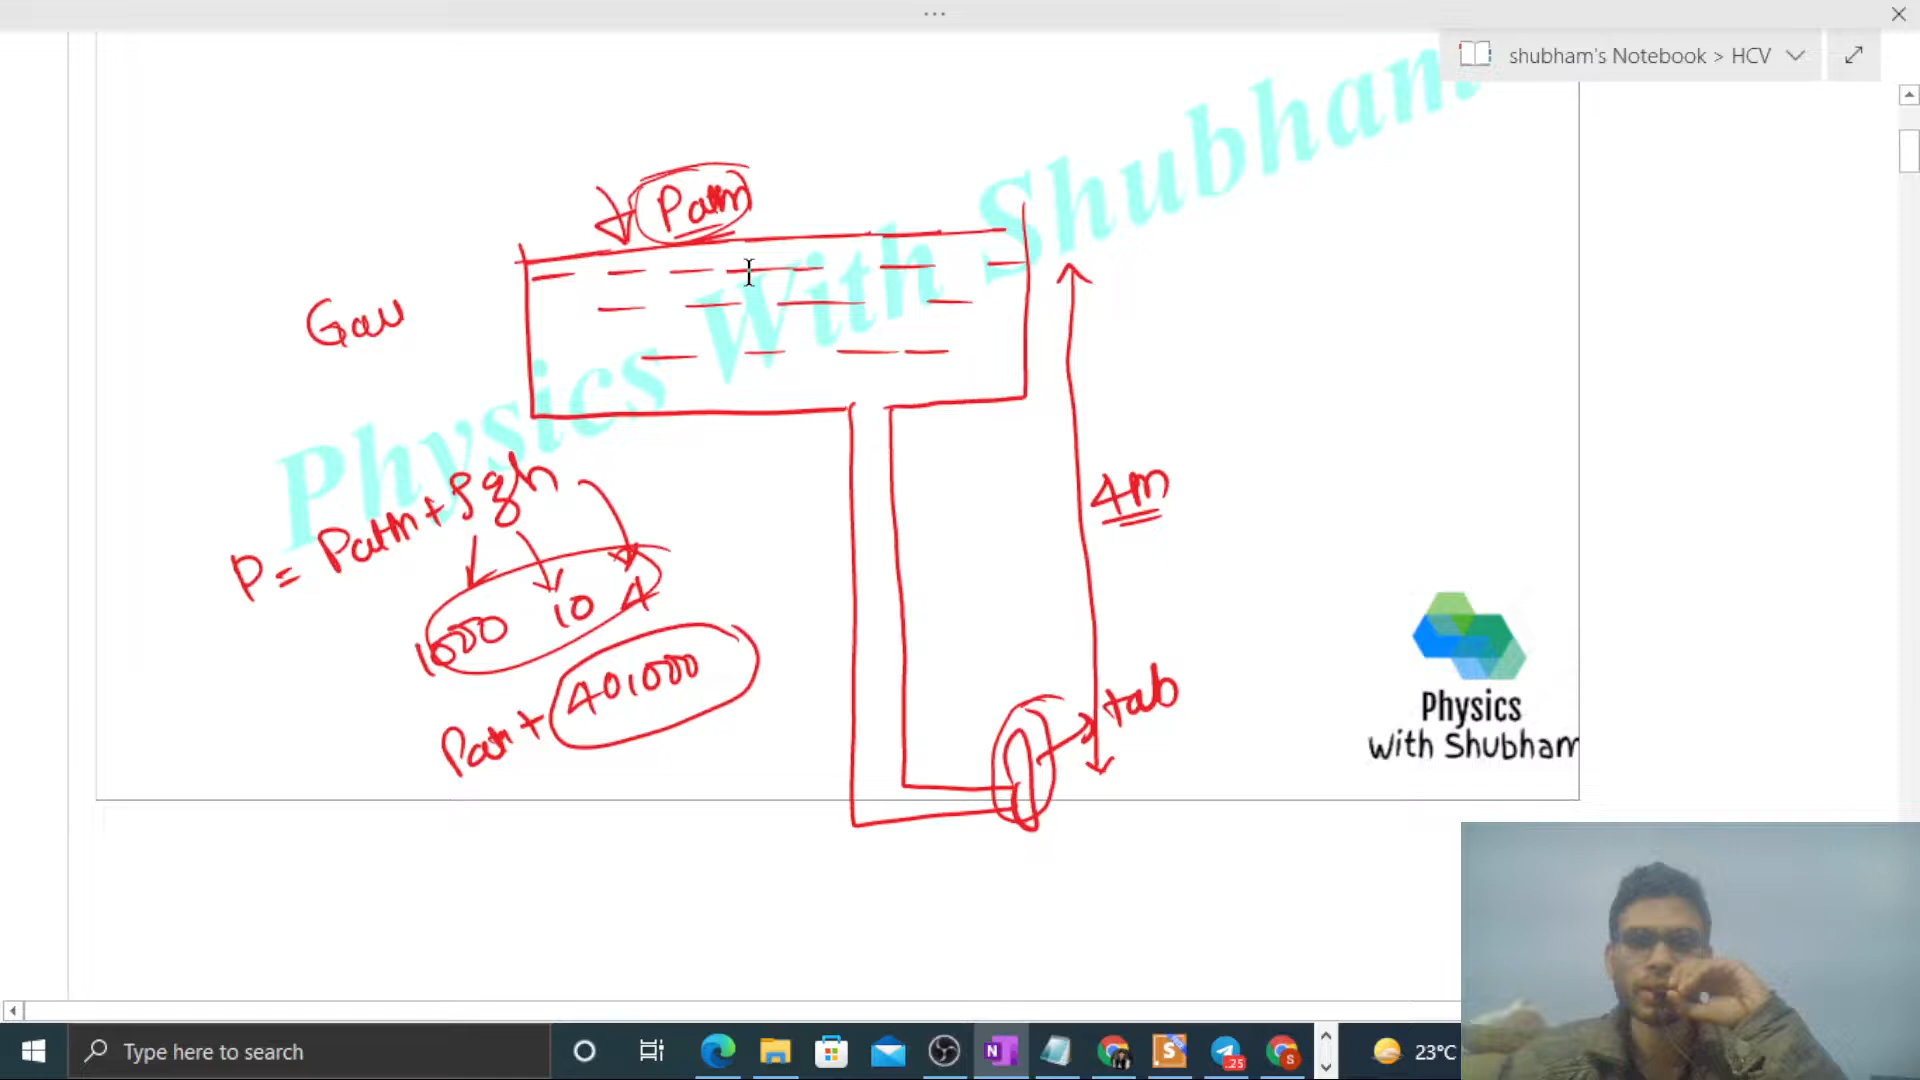 shubham's Notebook > HCV
Physics With Shubham
Patm
P = Patm + ρgh
1000 10 4
Patm + 40,000
4m
tab
Physics
with Shubham
Type here to search
N
S
25
S
23°C